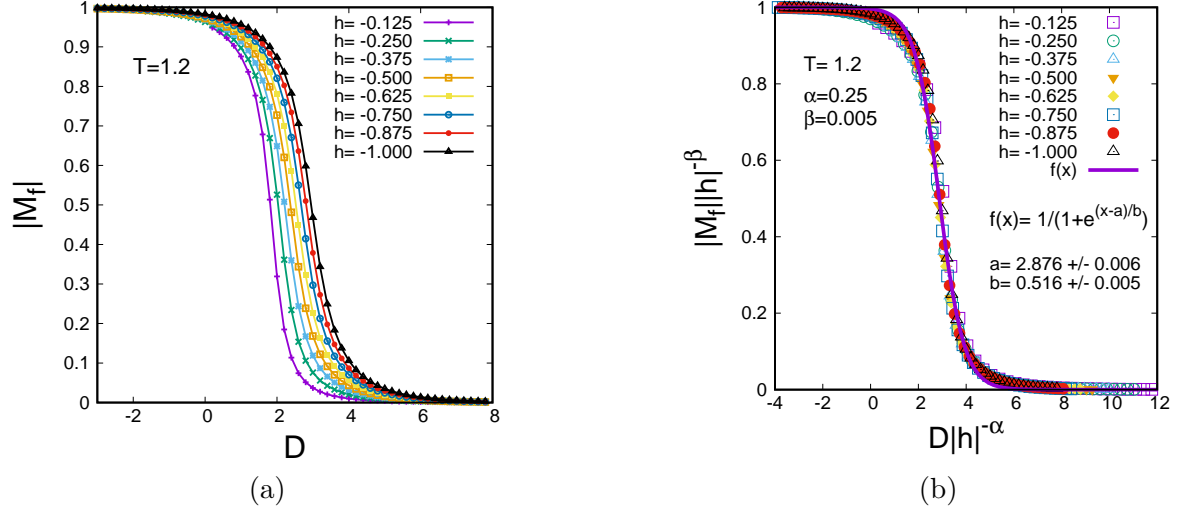 1
0.9
0.8
0.7
0.6
0.5
0.4
0.3
0.2
0.1
0
-2 0 2 4 6 8
|M_f|
D
T=1.2
h= -0.125
h= -0.250
h= -0.375
h= -0.500
h= -0.625
h= -0.750
h= -0.875
h= -1.000
(a)
1
0.8
0.6
0.4
0.2
0
-4 -2 0 2 4 6 8 10 12
|M_f||h|^{-β}
D|h|^{-α}
T= 1.2
α=0.25
β=0.005
h= -0.125
h= -0.250
h= -0.375
h= -0.500
h= -0.625
h= -0.750
h= -0.875
h= -1.000
f(x)
f(x)= 1/(1+e^{(x-a)/b})
a= 2.876 +/- 0.006
b= 0.516 +/- 0.005
(b)